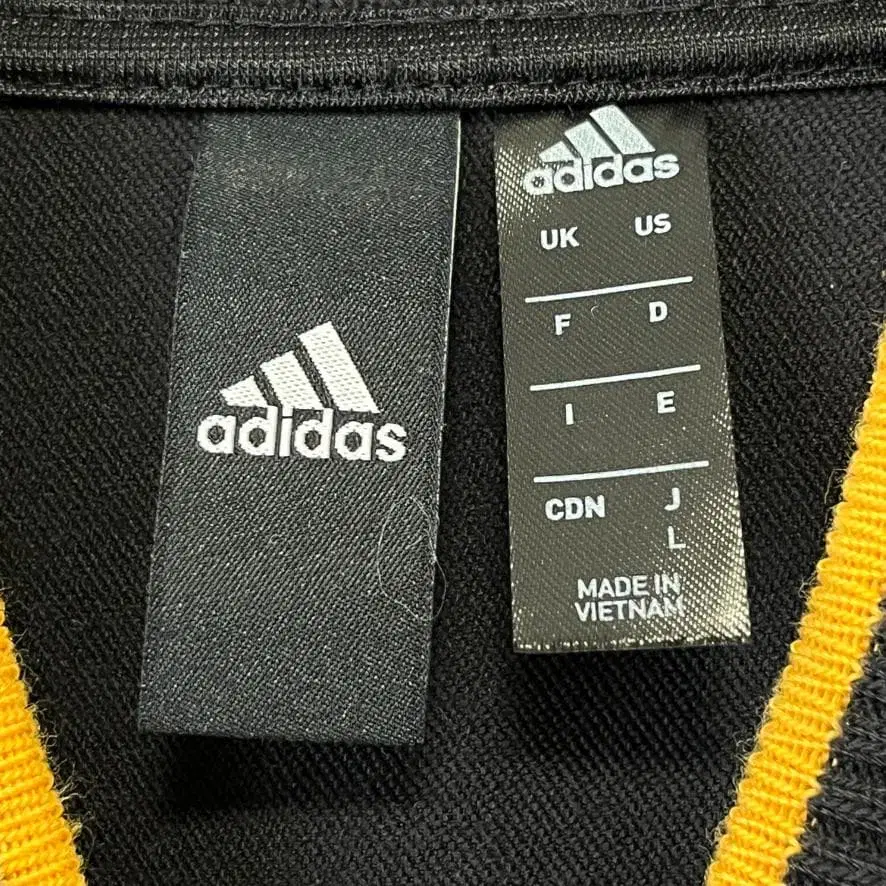 adidas
adidas
UK US
F D
I E
CDN J
L
MADE IN
VIETNAM